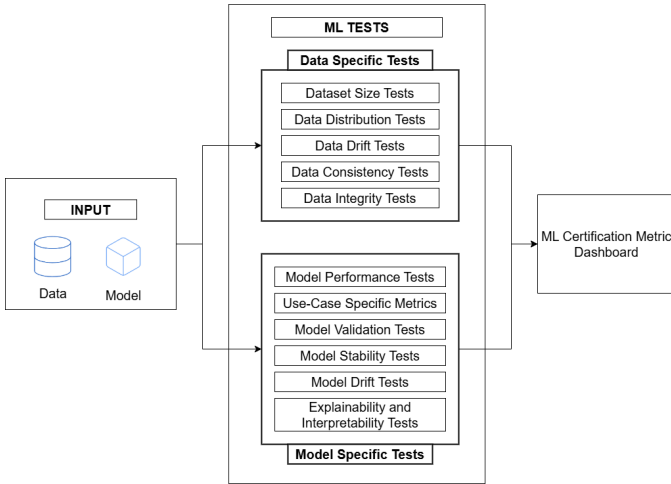 INPUT
Data
Model
ML TESTS
Data Specific Tests
Dataset Size Tests
Data Distribution Tests
Data Drift Tests
Data Consistency Tests
Data Integrity Tests
Model Performance Tests
Use-Case Specific Metrics
Model Validation Tests
Model Stability Tests
Model Drift Tests
Explainability and
Interpretability Tests
Model Specific Tests
ML Certification Metric
Dashboard